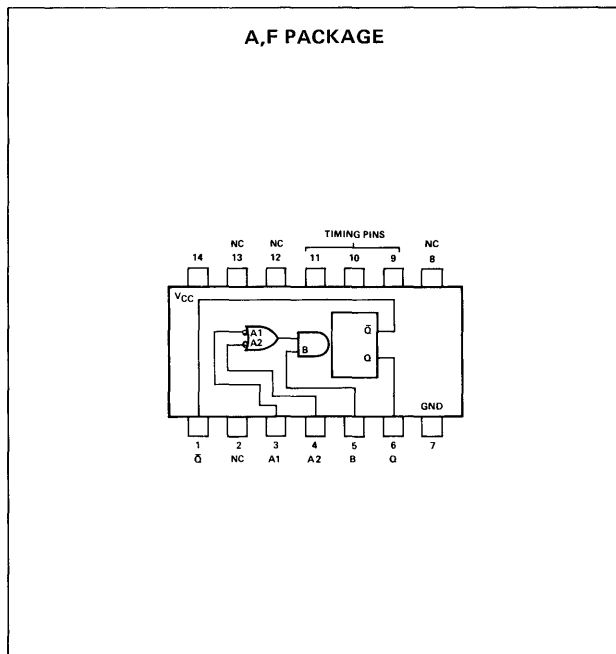 A,F PACKAGE
TIMING PINS
NC NC NC
14 13 12 11 10 9 8
VCC
A1
A2
B
Q̄
Q
GND
1 2 3 4 5 6 7
Q̄ NC A1 A2 B Q